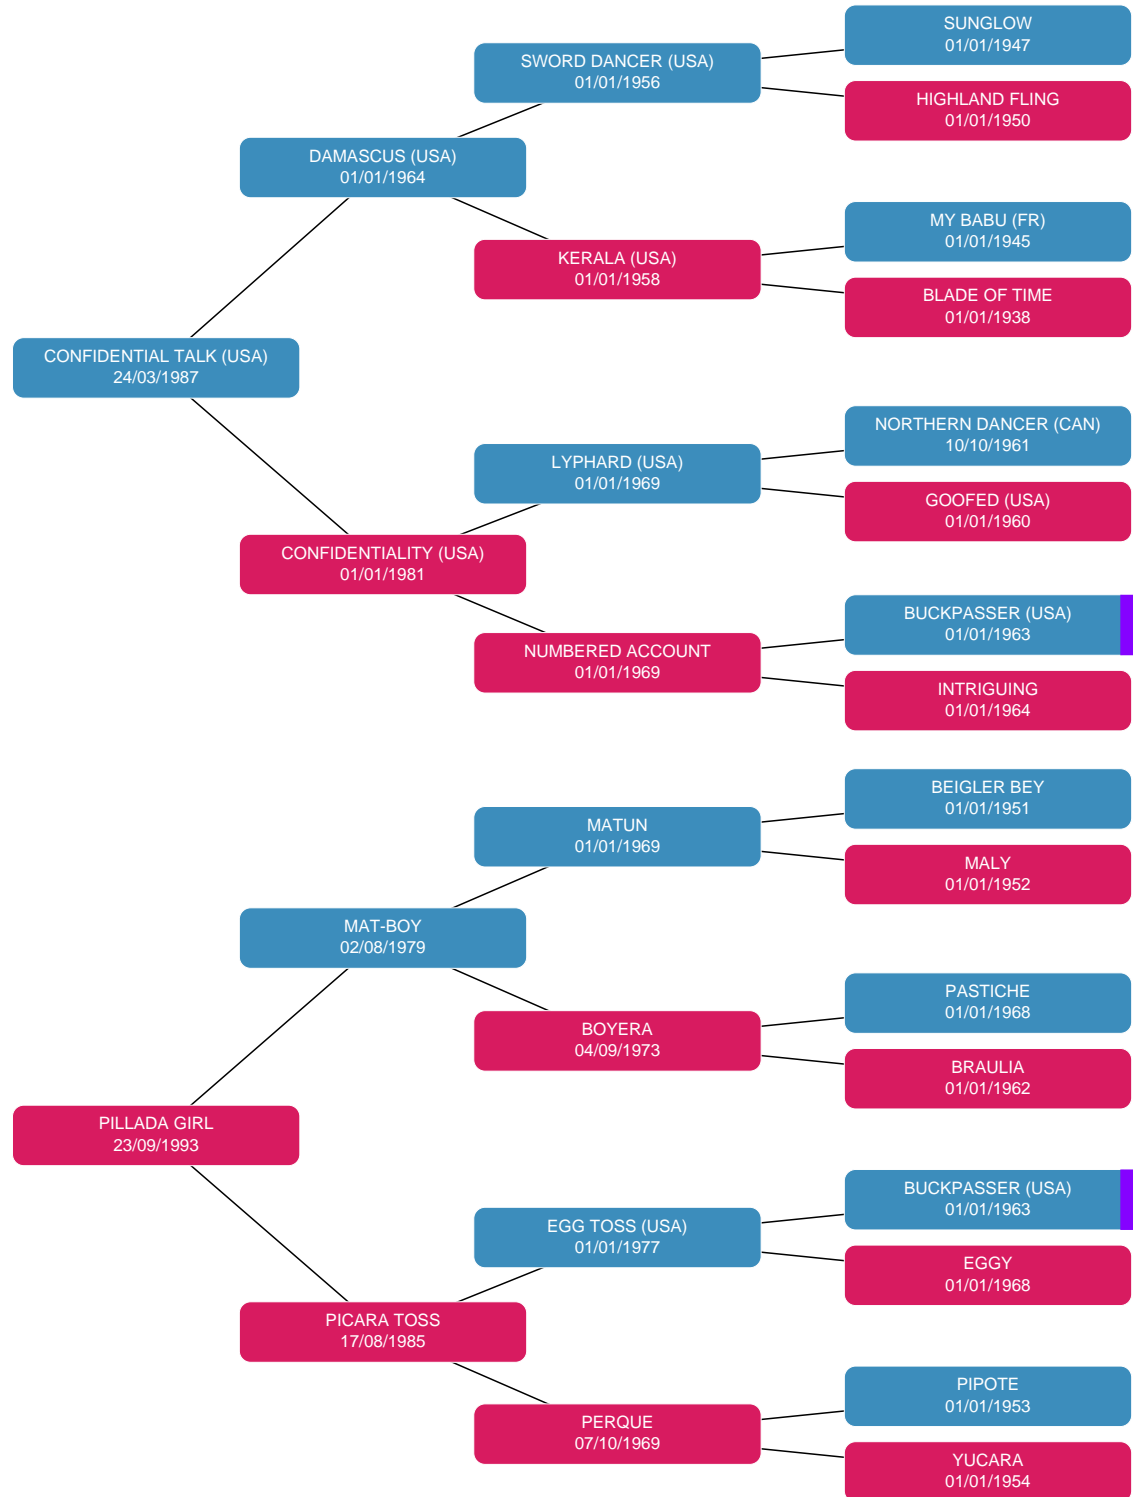 SUNGLOW
01/01/1947
SWORD DANCER (USA)
01/01/1956
HIGHLAND FLING
01/01/1950
DAMASCUS (USA)
01/01/1964
MY BABU (FR)
01/01/1945
KERALA (USA)
01/01/1958
BLADE OF TIME
01/01/1938
CONFIDENTIAL TALK (USA)
24/03/1987
NORTHERN DANCER (CAN)
10/10/1961
LYPHARD (USA)
01/01/1969
GOOFED (USA)
01/01/1960
CONFIDENTIALITY (USA)
01/01/1981
BUCKPASSER (USA)
01/01/1963
NUMBERED ACCOUNT
01/01/1969
INTRIGUING
01/01/1964
BEIGLER BEY
01/01/1951
MATUN
01/01/1969
MALY
01/01/1952
MAT-BOY
02/08/1979
PASTICHE
01/01/1968
BOYERA
04/09/1973
BRAULIA
01/01/1962
PILLADA GIRL
23/09/1993
BUCKPASSER (USA)
01/01/1963
EGG TOSS (USA)
01/01/1977
EGGY
01/01/1968
PICARA TOSS
17/08/1985
PIPOTE
01/01/1953
PERQUE
07/10/1969
YUCARA
01/01/1954